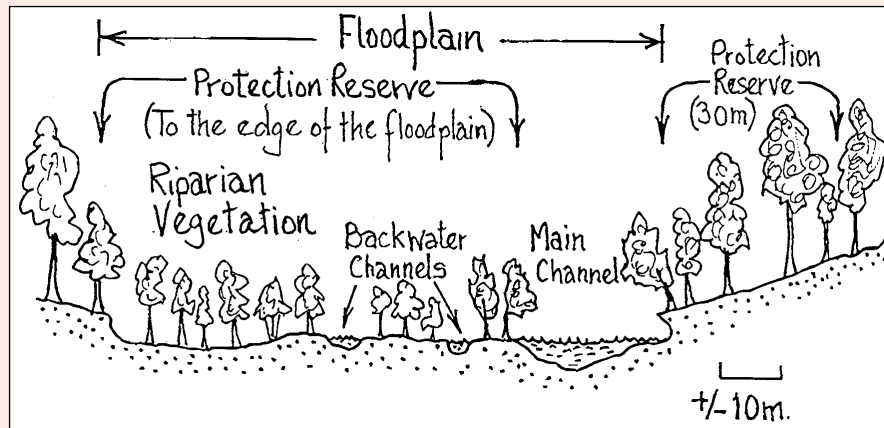 Floodplain
Protection Reserve
(To the edge of the floodplain)
Protection
Reserve
(30m)
Riparian
Vegetation
Backwater
Channels
Main
Channel
+/-10m.